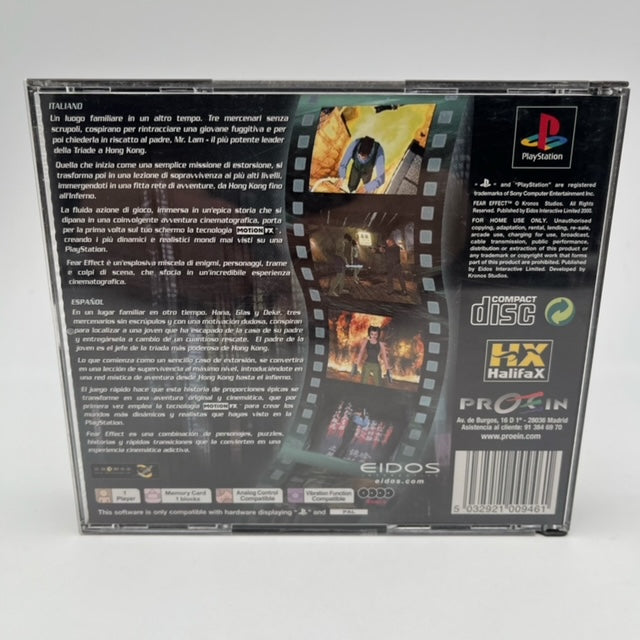 ITALIANO
Un luogo familiare in un altro tempo. Tre mercenari senza
scrupoli, cospirano per rintracciare una giovane fuggitiva e per
poi chiederla in riscatto al padre, Mr. Lam - il più potente leader
della Triade a Hong Kong.
Quella che inizia come una semplice missione di estorsione, si
trasforma poi in una lezione di sopravvivenza ai più alti livelli,
immergendoti in una fitta rete di avventure, da Hong Kong fino
all'Inferno.
La fluida azione di gioco, immersa in un'epica storia che si
dipana in una coinvolgente avventura cinematografica, porta
per la prima volta sul tuo schermo la tecnologia MOTION FX,
creando i più dinamici e realistici mondi mai visti su una
PlayStation.
Fear Effect è un'esplosiva miscela di enigmi, personaggi, trame
e colpi di scena, che sfocia in un'incredibile esperienza
cinematografica.
ESPAÑOL
En un lugar familiar en otro tiempo. Hana, Glas y Deke, tres
mercenarios sin escrúpulos y con una motivación dudosa, conspiran
para localizar a una joven que ha escapado de la casa de su padre
y entregársela a cambio de un cuantioso rescate. El padre de la
joven es el jefe de la tríada más poderosa de Hong Kong.
Lo que comienza como un sencillo caso de extorsión, se convertirá
en una lección de supervivencia al máximo nivel, introduciéndote en
una red mística de aventura desde Hong Kong hasta el infierno.
El juego rápido hace que esta historia de proporciones épicas se
transforme en una aventura original y cinemática, que por
primera vez emplea la tecnología MOTION FX para crear los
mundos más dinámicos y realistas que hayas visto en la
PlayStation.
Fear Effect es una combinación de personajes, puzzles,
historias y rápidas transiciones que la convierten en una
experiencia cinemática adictiva.
PlayStation
- "PS" and "PlayStation" are registered
trademarks of Sony Computer Entertainment Inc.
FEAR EFFECT™ © Kronos Studios. All Rights
Reserved. Published by Eidos Interactive Limited 2000.
FOR HOME USE ONLY. Unauthorised
copying, adaptation, rental, lending, re-sale,
arcade use, charging for use, broadcast,
cable transmission, public performance,
distribution or extraction of this product or
any trademark or copyright work that forms
part of this product are prohibited. Published by
Eidos Interactive Limited. Developed by
Kronos Studios.
COMPACT
disc
HX
HalifaX
PROEIN
Av. de Burgos, 16 D 1° - 28036 Madrid
Asistencia al cliente: 91 384 68 70
www.proein.com
KRONOS
EIDOS
eidos.com
1 Player
Memory Card 1 blocks
Analog Control Compatible
Vibration Function Compatible
This software is only compatible with hardware displaying "PS" and PAL
5 032921 009461